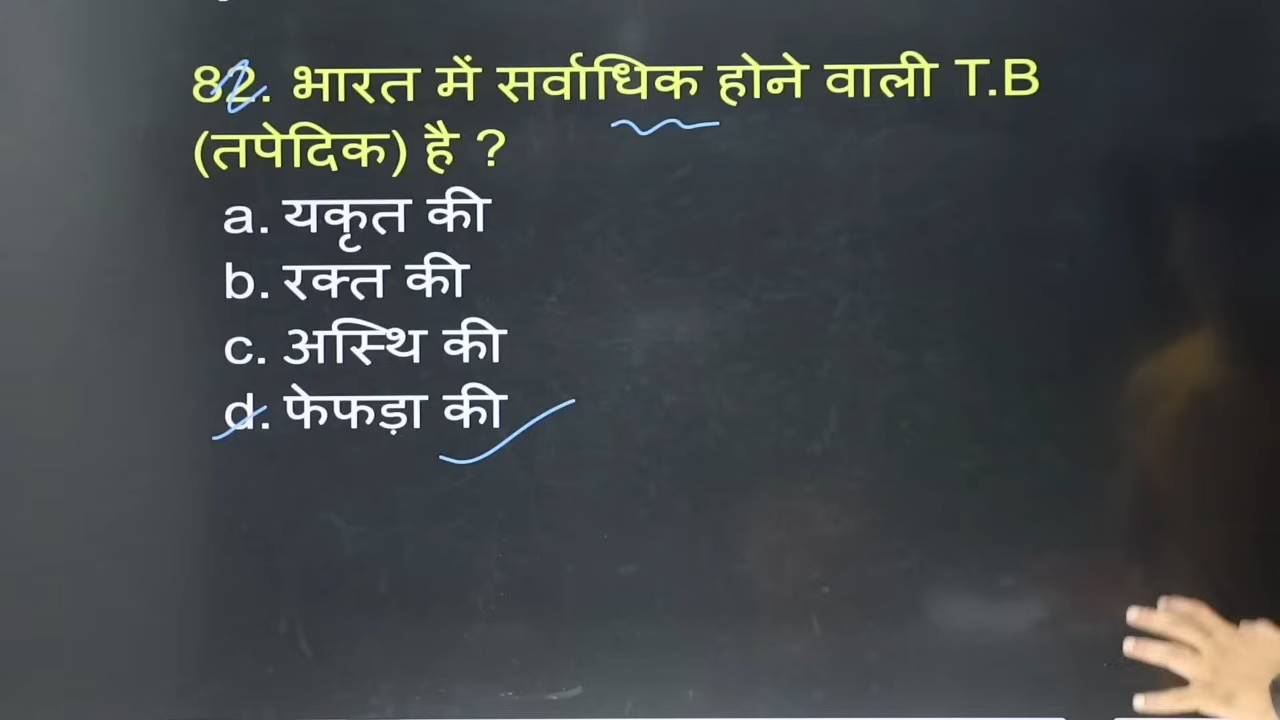 82. भारत में सर्वाधिक होने वाली T.B
(तपेदिक) है ?
a. यकृत की
b. रक्त की
c. अस्थि की
d. फेफड़ा की